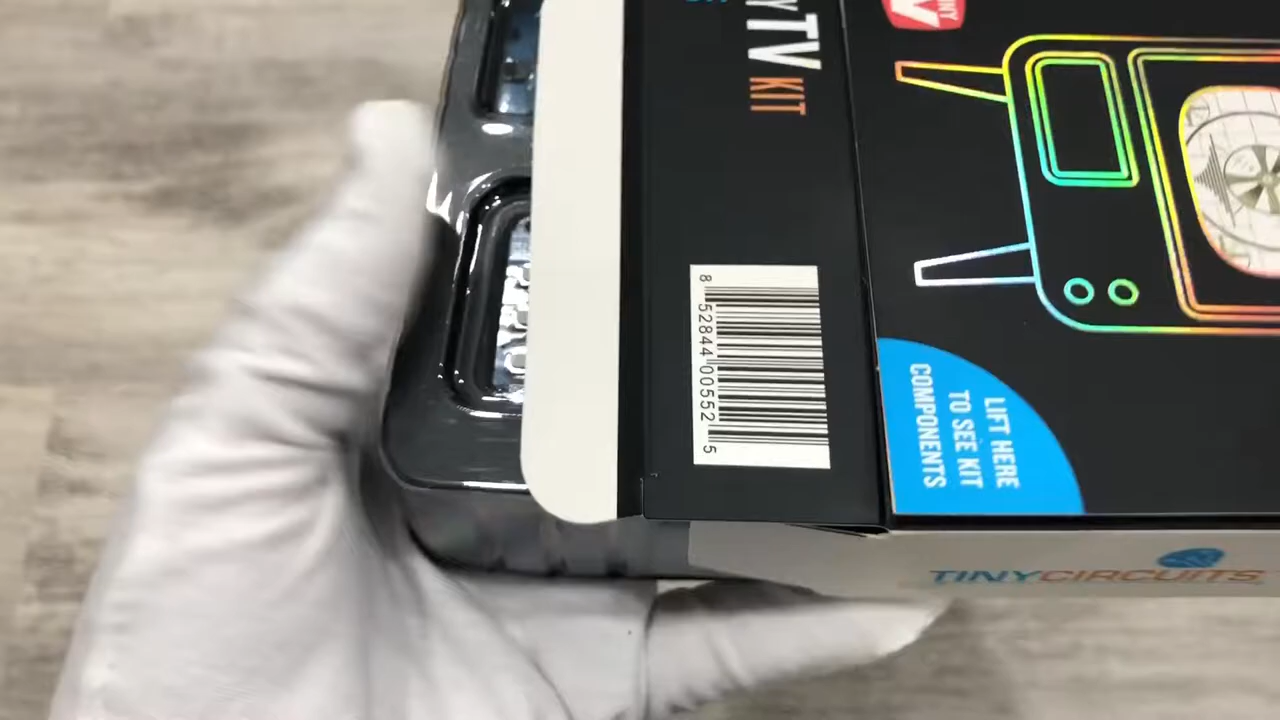 TV KIT
8 52844 00552 5
LIFT HERE
TO SEE KIT
COMPONENTS
TINYCIRCUITS